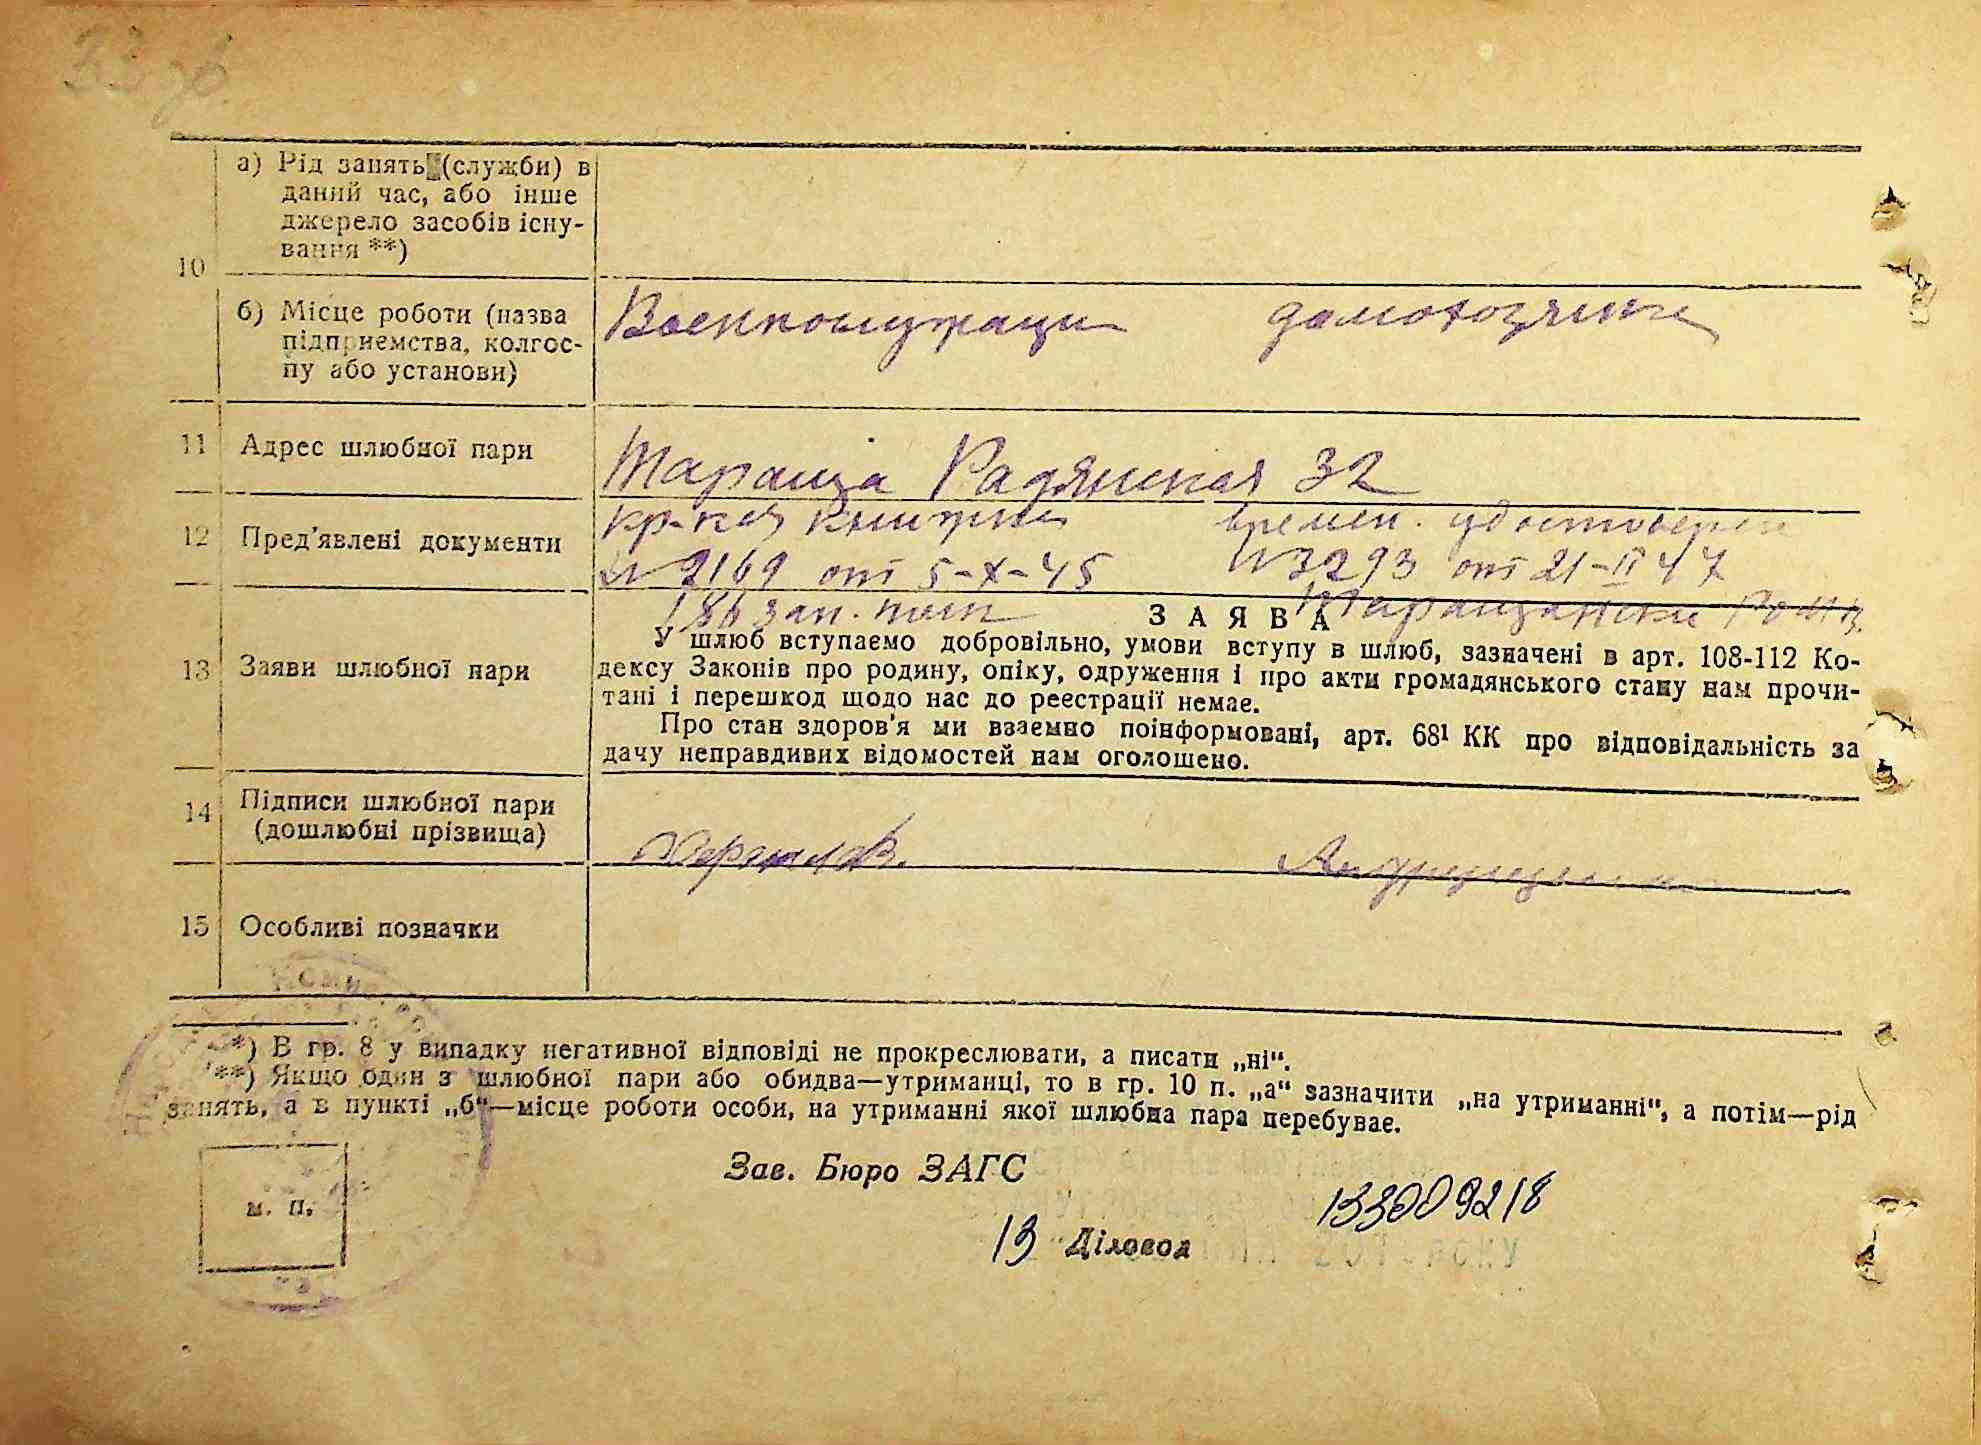 33 зв
10
а) Рід занять (служби) в
даний час, або інше
джерело засобів існу-
вання **)
б) Місце роботи (назва
підприємства, колгос-
пу або установи)
Военнослужащи домохозяика
11 Адрес шлюбної пари
Тараща Радянская 32
12 Пред'явлені документи
кр-кая книжка времен. удостоверен
№ 2169 от 5-X-45 №3293 от 21-II 47
186 зап. полк Таращанским РОМВ.
13 Заяви шлюбної пари
ЗАЯВА
У шлюб вступаємо добровільно, умови вступу в шлюб, зазначені в арт. 108-112 Ко-
дексу Законів про родину, опіку, одруження і про акти громадянського стану нам прочи-
тані і перешкод щодо нас до реєстрації немає.
Про стан здоров'я ми взаємно поінформовані, арт. 68¹ КК про відповідальність за
дачу неправдивих відомостей нам оголошено.
14 Підписи шлюбної пари
(дошлюбні прізвища)
15 Особливі позначки
*) В гр. 8 у випадку негативної відповіді не прокреслювати, а писати „ні“.
**) Якщо один з шлюбної пари або обидва—утриманці, то в гр. 10 п. „а“ зазначити „на утриманні“, а потім—рід
занять, а в пункті „б“—місце роботи особи, на утриманні якої шлюбна пара перебуває.
Зав. Бюро ЗАГС
м. п.
13 Діловод
133009218